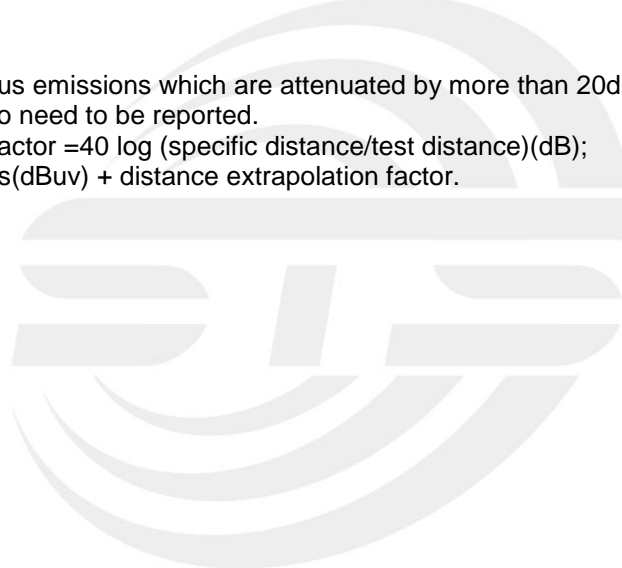 us emissions which are attenuated by more than 20d
o need to be reported.
actor =40 log (specific distance/test distance)(dB);
s(dBuv) + distance extrapolation factor.
STS